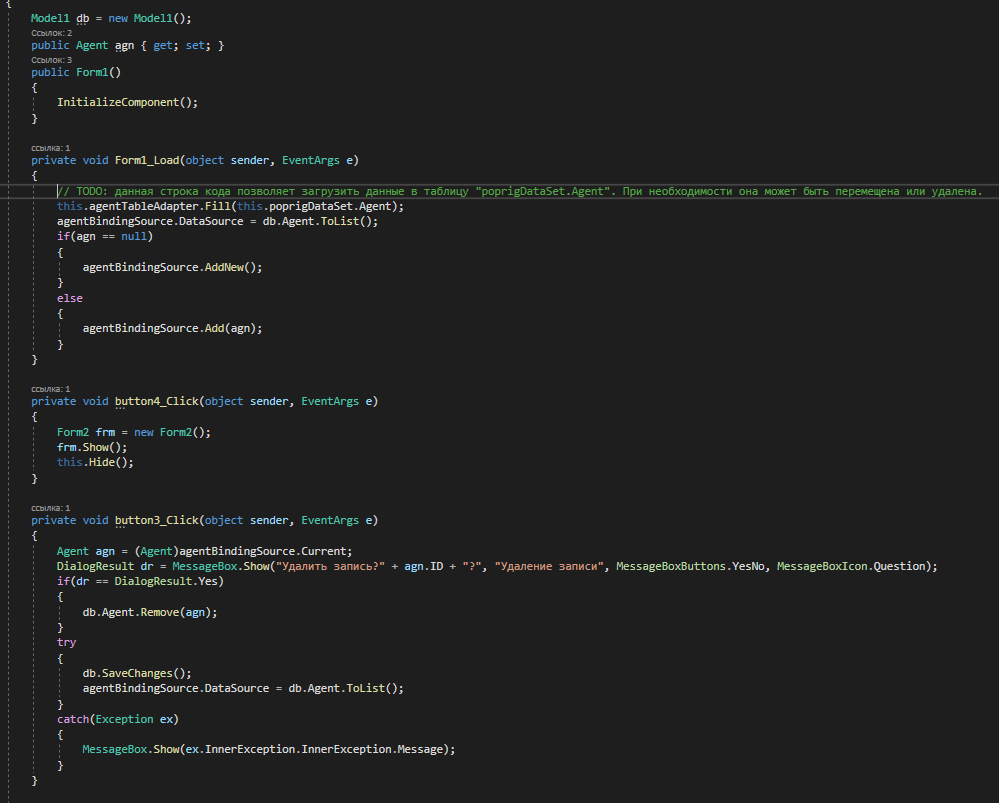 {
Model1 db = new Model1();
Ссылок: 2
public Agent agn { get; set; }
Ссылок: 3
public Form1()
{
InitializeComponent();
}
ссылка: 1
private void Form1_Load(object sender, EventArgs e)
{
// TODO: данная строка кода позволяет загрузить данные в таблицу "poprigDataSet.Agent". При необходимости она может быть перемещена или удалена.
this.agentTableAdapter.Fill(this.poprigDataSet.Agent);
agentBindingSource.DataSource = db.Agent.ToList();
if(agn == null)
{
agentBindingSource.AddNew();
}
else
{
agentBindingSource.Add(agn);
}
}
ссылка: 1
private void button4_Click(object sender, EventArgs e)
{
Form2 frm = new Form2();
frm.Show();
this.Hide();
}
ссылка: 1
private void button3_Click(object sender, EventArgs e)
{
Agent agn = (Agent)agentBindingSource.Current;
DialogResult dr = MessageBox.Show("Удалить запись?" + agn.ID + "?", "Удаление записи", MessageBoxButtons.YesNo, MessageBoxIcon.Question);
if(dr == DialogResult.Yes)
{
db.Agent.Remove(agn);
}
try
{
db.SaveChanges();
agentBindingSource.DataSource = db.Agent.ToList();
}
catch(Exception ex)
{
MessageBox.Show(ex.InnerException.InnerException.Message);
}
}